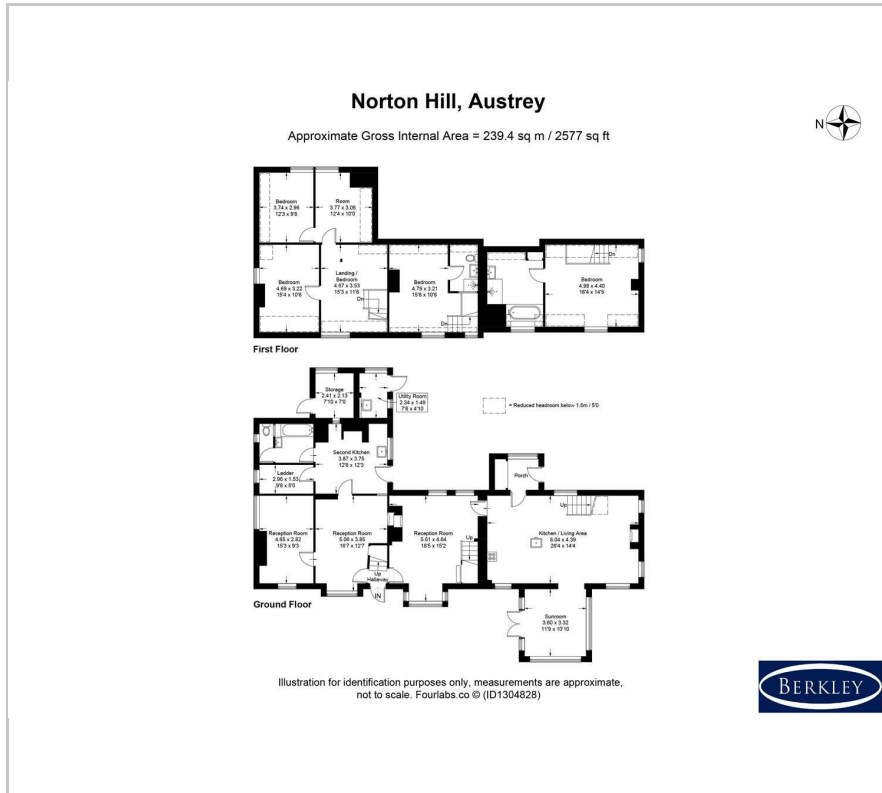 Norton Hill, Austrey
Approximate Gross Internal Area = 239.4 sq m / 2577 sq ft
N
Bedroom
3.74 x 2.96
12'3 x 9'8
Room
3.77 x 3.06
12'4 x 10'0
Bedroom
4.69 x 3.22
15'4 x 10'6
Landing /
Bedroom
4.67 x 3.53
15'3 x 11'6
Dn
Bedroom
4.79 x 3.21
15'8 x 10'6
Dn
Bedroom
4.98 x 4.40
16'4 x 14'5
Dn
First Floor
Storage
2.41 x 2.13
7'10 x 7'0
Utility Room
2.34 x 1.49
7'8 x 4'10
= Reduced headroom below 1.5m / 5'0
Second Kitchen
3.87 x 3.75
12'8 x 12'3
Ladder
2.96 x 1.53
9'8 x 5'0
Porch
Reception Room
4.65 x 2.82
15'3 x 9'3
Reception Room
5.06 x 3.85
16'7 x 12'7
Up
Hallway
IN
Reception Room
5.61 x 4.64
18'5 x 15'2
Up
Kitchen / Living Area
8.04 x 4.39
26'4 x 14'4
Up
Sunroom
3.60 x 3.32
11'9 x 10'10
Ground Floor
Illustration for identification purposes only, measurements are approximate,
not to scale. Fourlabs.co © (ID1304828)
BERKLEY